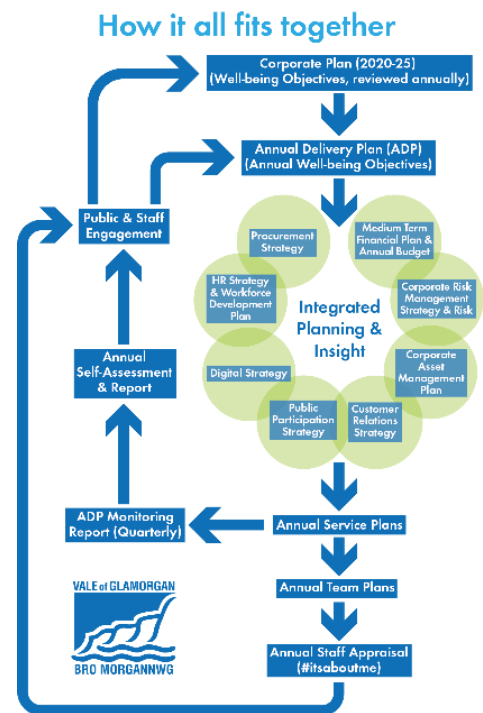 How it all fits together
Corporate Plan (2020-25)
(Well-being Objectives, reviewed annually)
Annual Delivery Plan (ADP)
(Annual Well-being Objectives)
Public & Staff
Engagement
Procurement
Strategy
Medium Term
Financial Plan &
Annual Budget
HR Strategy
& Workforce
Development
Plan
Corporate Risk
Management
Strategy & Risk
Integrated
Planning &
Insight
Annual
Self-Assessment
& Report
Digital Strategy
Corporate
Asset
Management
Plan
Public
Participation
Strategy
Customer
Relations
Strategy
ADP Monitoring
Report (Quarterly)
Annual Service Plans
Annual Team Plans
VALE of GLAMORGAN
BRO MORGANNWG
Annual Staff Appraisal
(#itsaboutme)